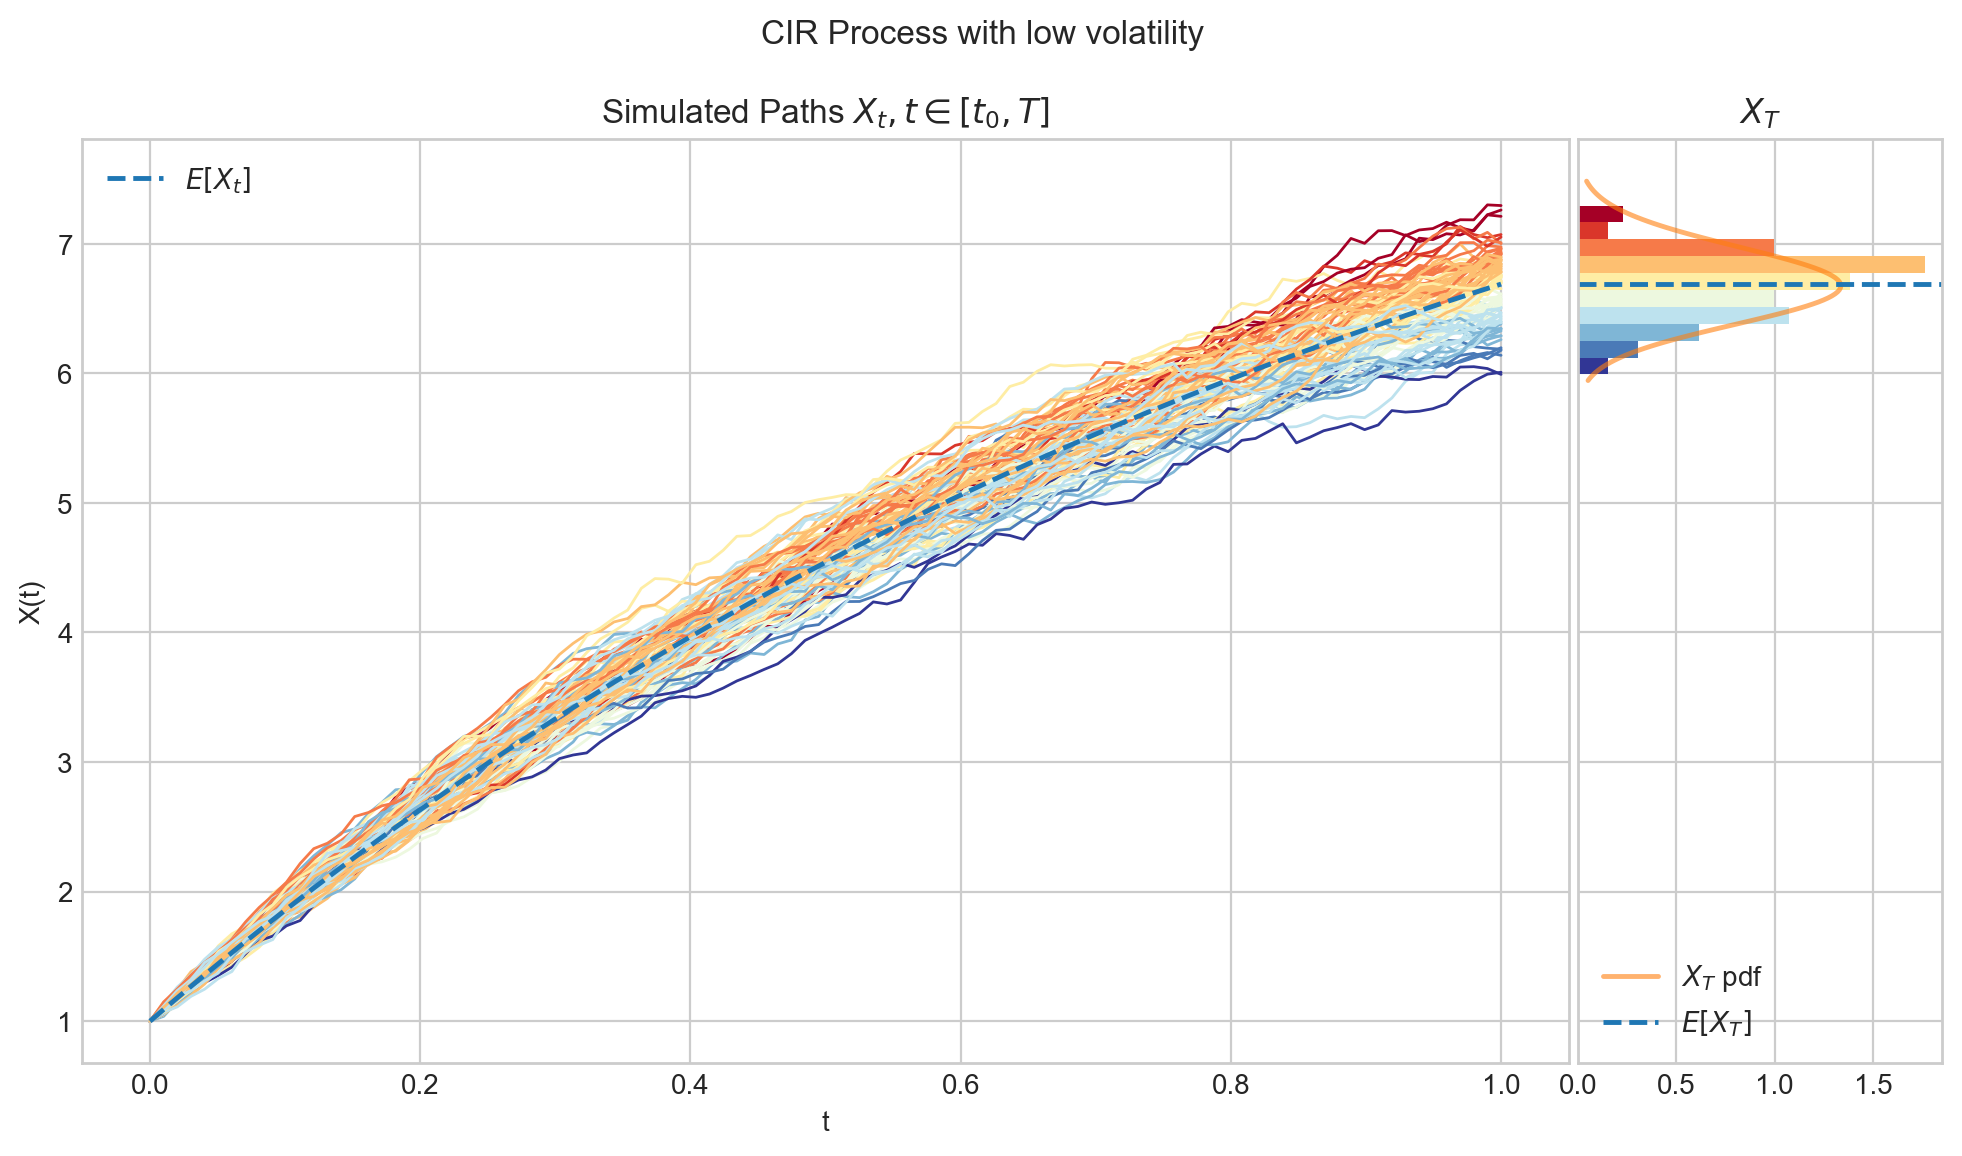 CIR Process with low volatility
Simulated Paths $X_t, t \in [t_0, T]$
$X_T$
$E[X_t]$
X(t)
7
6
5
4
3
2
1
0.0 0.2 0.4 0.6 0.8 1.0
t
$X_T$ pdf
$E[X_T]$
0.0 0.5 1.0 1.5